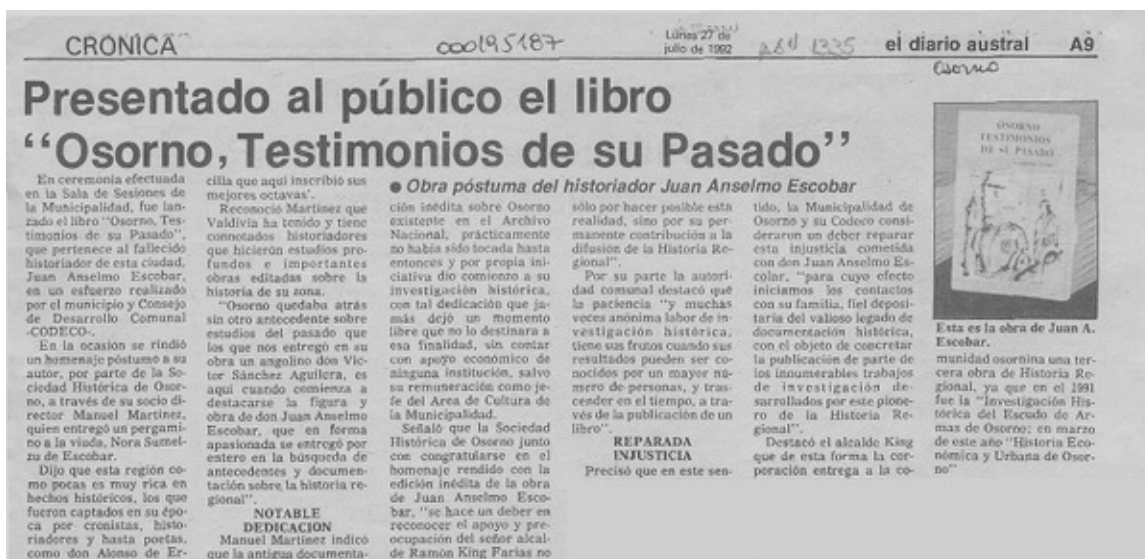 CRONICA
000195187
Lunes 27 de
julio de 1992
el diario austral
A9
Osorno
Presentado al público el libro
“Osorno, Testimonios de su Pasado”
En ceremonia efectuada
en la Sala de Sesiones de
la Municipalidad, fue lan-
zado el libro "Osorno, Tes-
timonios de su Pasado",
que pertenece al fallecido
historiador de esta ciudad,
Juan Anselmo Escobar,
en un esfuerzo realizado
por el municipio y Consejo
de Desarrollo Comunal
-CODECO-.
En la ocasión se rindió
un homenaje póstumo a su
autor, por parte de la So-
ciedad Histórica de Osor-
no, a través de su socio di-
rector Manuel Martínez,
quien entregó un pergami-
no a la viuda, Nora
de Escobar.
Dijo que esta región co-
mo pocas es muy rica en
hechos históricos, los que
fueron captados en su épo-
ca por cronistas, histo-
riadores y hasta poetas,
como don Alonso de Er-
cilla que aquí inscribió sus
mejores octavas'.
Reconoció Martínez que
Valdivia ha tenido y tiene
connotados historiadores
que hicierón estudios pro-
fundos e importantes
obras editadas sobre la
historia de su zona.
"Osorno quedaba atrás
sin otro antecedente sobre
estudios del pasado que
los que nos entregó en su
obra un angolino don Víc-
tor Sánchez Aguilera, es
aquí cuando comienza a
destacarse la figura y
obra de don Juan Anselmo
Escobar, que en forma
apasionada se entregó por
entero en la búsqueda de
antecedentes y documen-
tación sobre la historia re-
gional".
NOTABLE
DEDICACION
Manuel Martínez indicó
que la antigua documenta-
● Obra póstuma del historiador Juan Anselmo Escobar
ción inédita sobre Osorno
existente en el Archivo
Nacional, prácticamente
no había sido tocada hasta
entonces y por propia ini-
ciativa dio comienzo a su
investigación histórica,
con tal dedicación que ja-
más dejó un momento
libre que no lo destinara a
esa finalidad, sin contar
con apoyo económico de
ninguna institución, salvo
su remuneración como je-
fe del Area de Cultura de
la Municipalidad.
Señaló que la Sociedad
Histórica de Osorno junto
con congratularse en el
homenaje rendido con la
edición inédita de la obra
de Juan Anselmo Esco-
bar, "se hace un deber en
reconocer el apoyo y pre-
ocupación del señor alcal-
de Ramón King Farías no
sólo por hacer posible esta
realidad, sino por su per-
manente contribución a la
difusión de la Historia Re-
gional".
Por su parte la autori-
dad comunal destacó que
la paciencia "y muchas
veces anónima labor de in-
vestigación histórica,
tiene sus frutos cuando sus
resultados pueden ser co-
nocidos por un mayor nú-
mero de personas, y tras-
cender en el tiempo, a tra-
vés de la publicación de un
libro".
REPARADA
INJUSTICIA
Precisó que en este sen-
tido, la Municipalidad de
Osorno y su Codeco consi-
deraron un deber reparar
esta injusticia cometida
con don Juan Anselmo Es-
colar, "para cuyo efecto
iniciamos los contactos
con su familia, fiel deposi-
taria del valioso legado de
documentación histórica,
con el objeto de concretar
la publicación de parte de
los innumerables trabajos
de investigación de-
sarrollados por este pione-
ro de la Historia Re-
gional".
Destacó el alcalde King
que de esta forma la cor-
poración entrega a la co-
OSORNO
TESTIMONIOS
DE SU PASADO
Esta es la obra de Juan A.
Escobar.
munidad osornina una ter-
cera obra de Historia Re-
gional, ya que en el 1991
fue la "Investigación His-
tórica del Escudo de Ar-
mas de Osorno; en marzo
de este año "Historia Eco-
nómica y Urbana de Osor-
no"